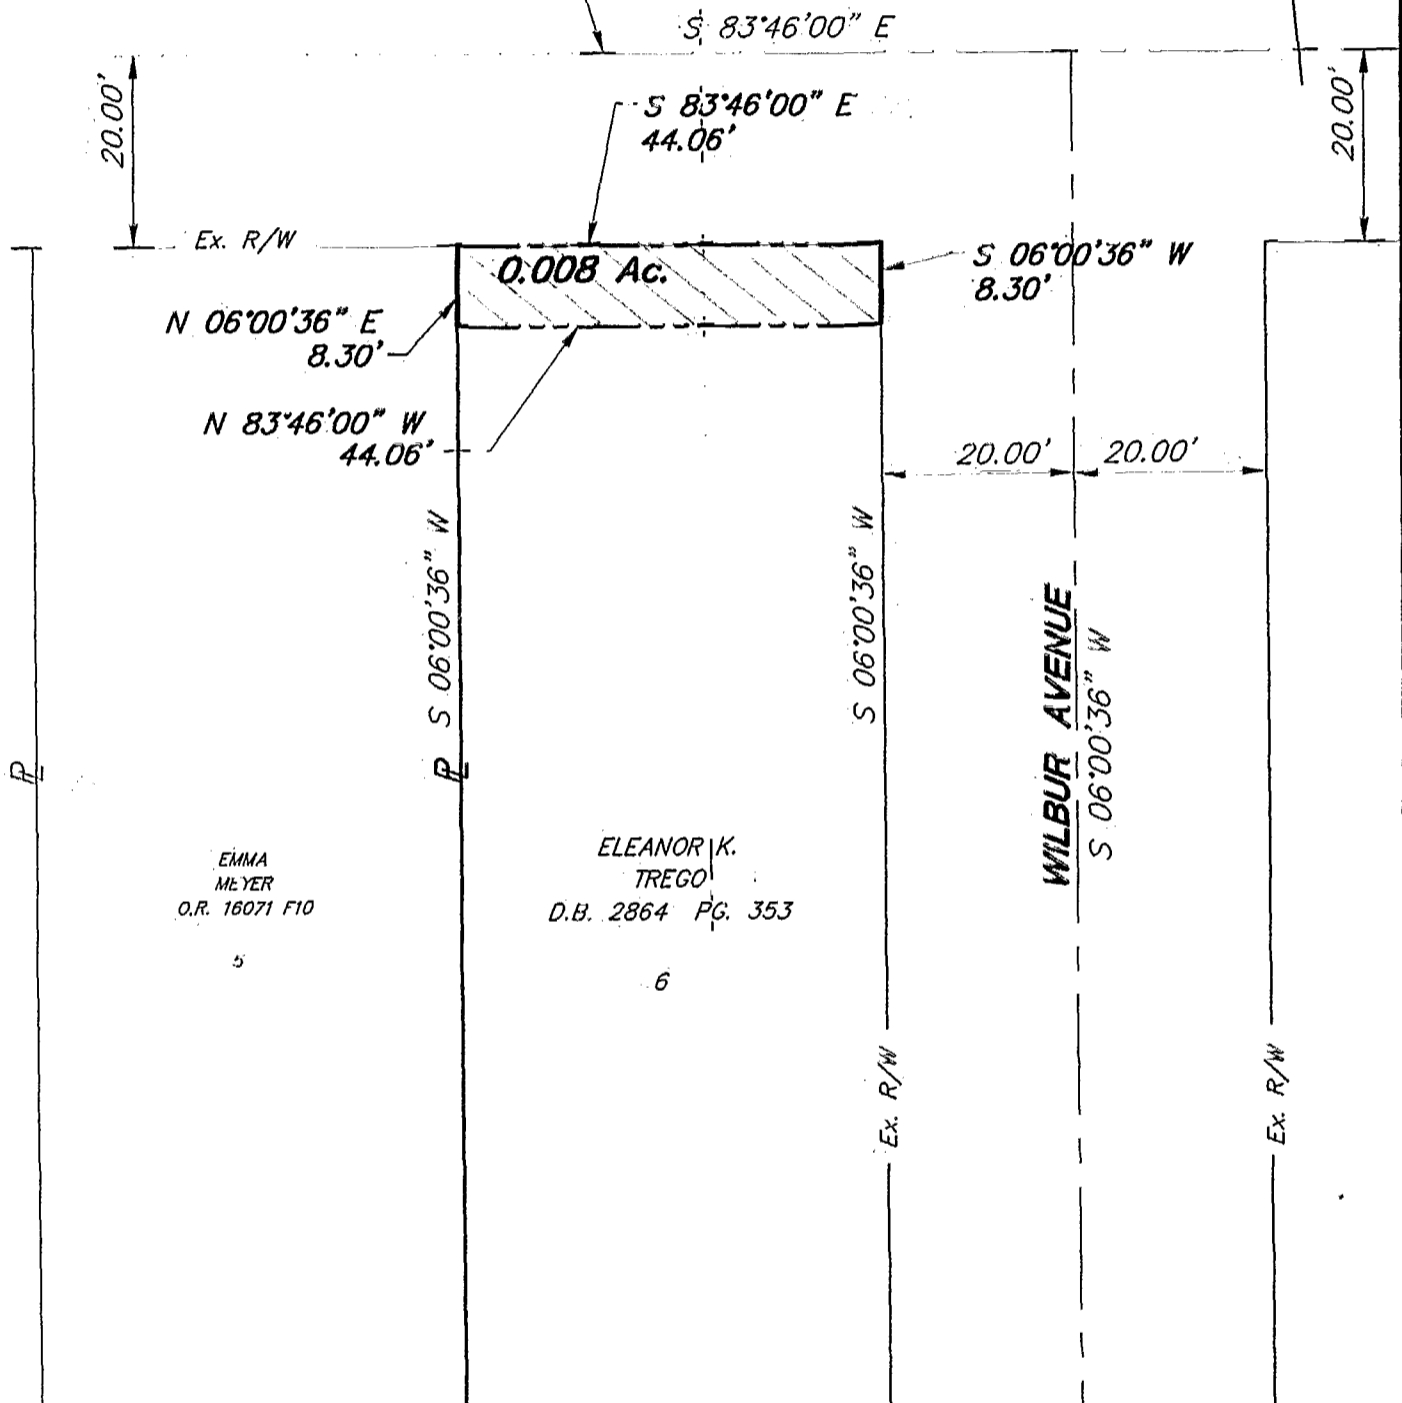 S 83°46'00" E
20.00'
S 83°46'00" E
44.06'
20.00'
Ex. R/W
0.008 Ac.
S 06°00'36" W
8.30'
N 06°00'36" E
8.30'
N 83°46'00" W
44.06'
20.00'
20.00'
S 06°00'36" W
S 06°00'36" W
WILBUR AVENUE
S 06°00'36" W
PL
PL
EMMA
MEYER
O.R. 16071 F10
5
ELEANOR K.
TREGO
D.B. 2864 PG. 353
6
Ex. R/W
Ex. R/W